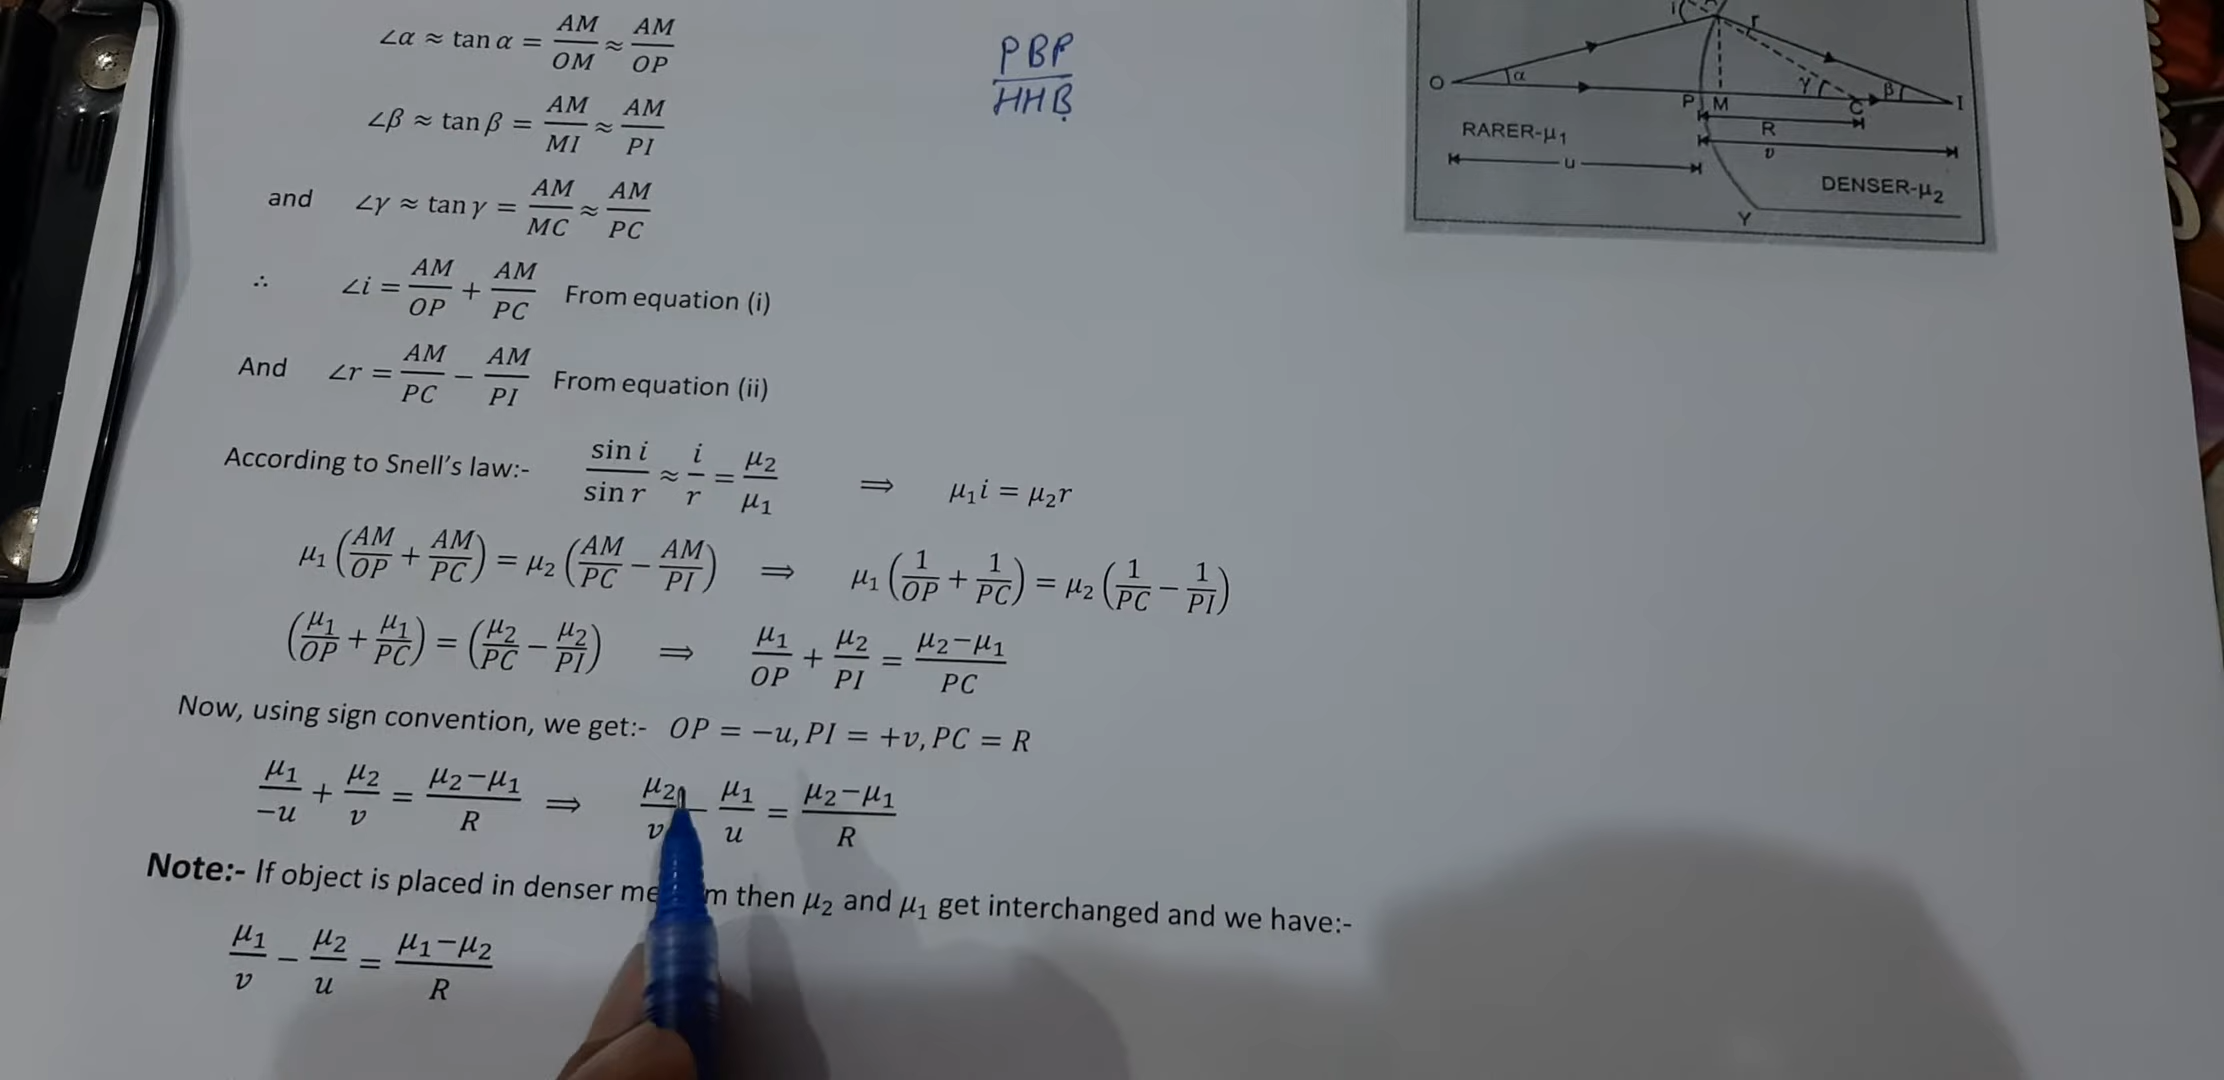 ∠α ≈ tan α = AM/OM ≈ AM/OP
∠β ≈ tan β = AM/MI ≈ AM/PI
and ∠γ ≈ tan γ = AM/MC ≈ AM/PC
∴ ∠i = AM/OP + AM/PC From equation (i)
And ∠r = AM/PC − AM/PI From equation (ii)
According to Snell's law:- sin i/sin r ≈ i/r = μ₂/μ₁ ⟹ μ₁i = μ₂r
μ₁(AM/OP + AM/PC) = μ₂(AM/PC − AM/PI) ⟹ μ₁(1/OP + 1/PC) = μ₂(1/PC − 1/PI)
(μ₁/OP + μ₁/PC) = (μ₂/PC − μ₂/PI) ⟹ μ₁/OP + μ₂/PI = μ₂−μ₁/PC
Now, using sign convention, we get:- OP = −u, PI = +v, PC = R
μ₁/−u + μ₂/v = μ₂−μ₁/R ⟹ μ₂/v − μ₁/u = μ₂−μ₁/R
Note:- If object is placed in denser me m then μ₂ and μ₁ get interchanged and we have:-
μ₁/v − μ₂/u = μ₁−μ₂/R
PBP
HHB
i r
O α γ β I
P M C
R
RARER-μ₁
v
u
DENSER-μ₂
Y